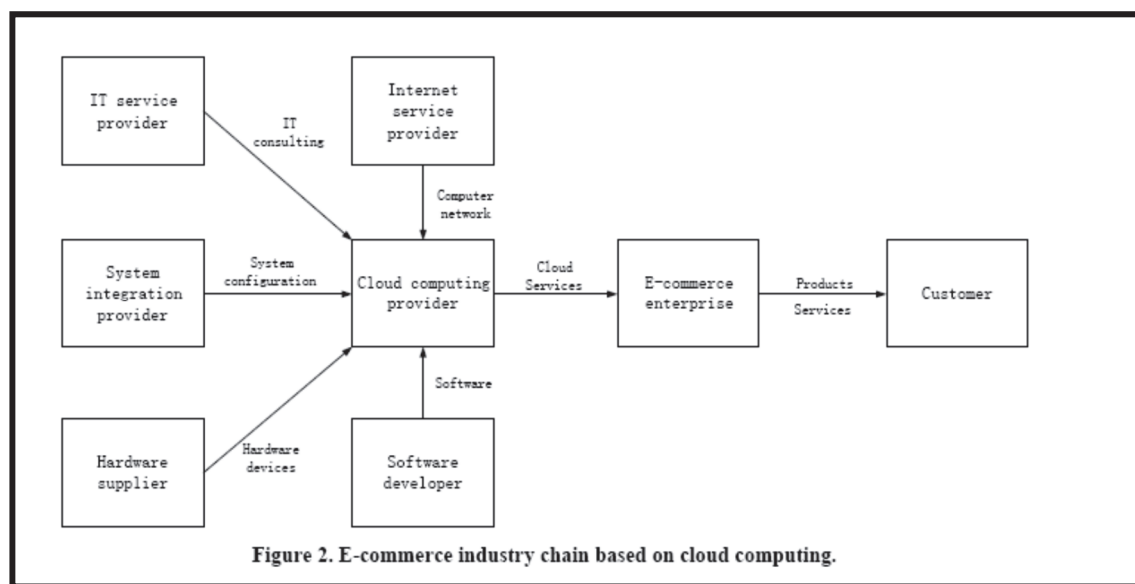 IT service
provider
IT
consulting
Internet
service
provider
Computer
network
System
integration
provider
System
configuration
Cloud computing
provider
Cloud
Services
E-commerce
enterprise
Products
Services
Customer
Hardware
supplier
Hardware
devices
Software
Software
developer
Figure 2. E-commerce industry chain based on cloud computing.